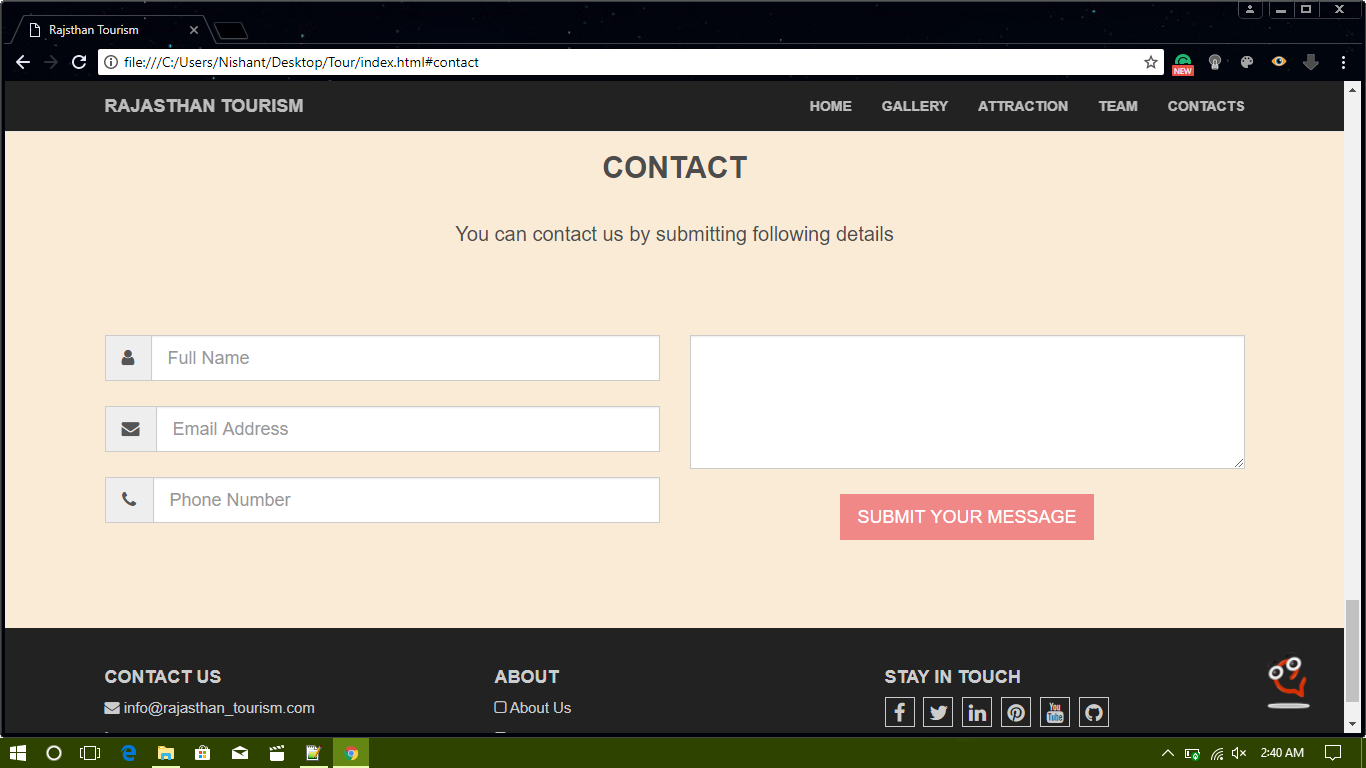 Rajsthan Tourism
file:///C:/Users/Nishant/Desktop/Tour/index.html#contact
NEW
RAJASTHAN TOURISM
HOME GALLERY ATTRACTION TEAM CONTACTS
CONTACT
You can contact us by submitting following details
Full Name
Email Address
Phone Number
SUBMIT YOUR MESSAGE
CONTACT US
info@rajasthan_tourism.com
ABOUT
About Us
STAY IN TOUCH
You
Tube
2:40 AM